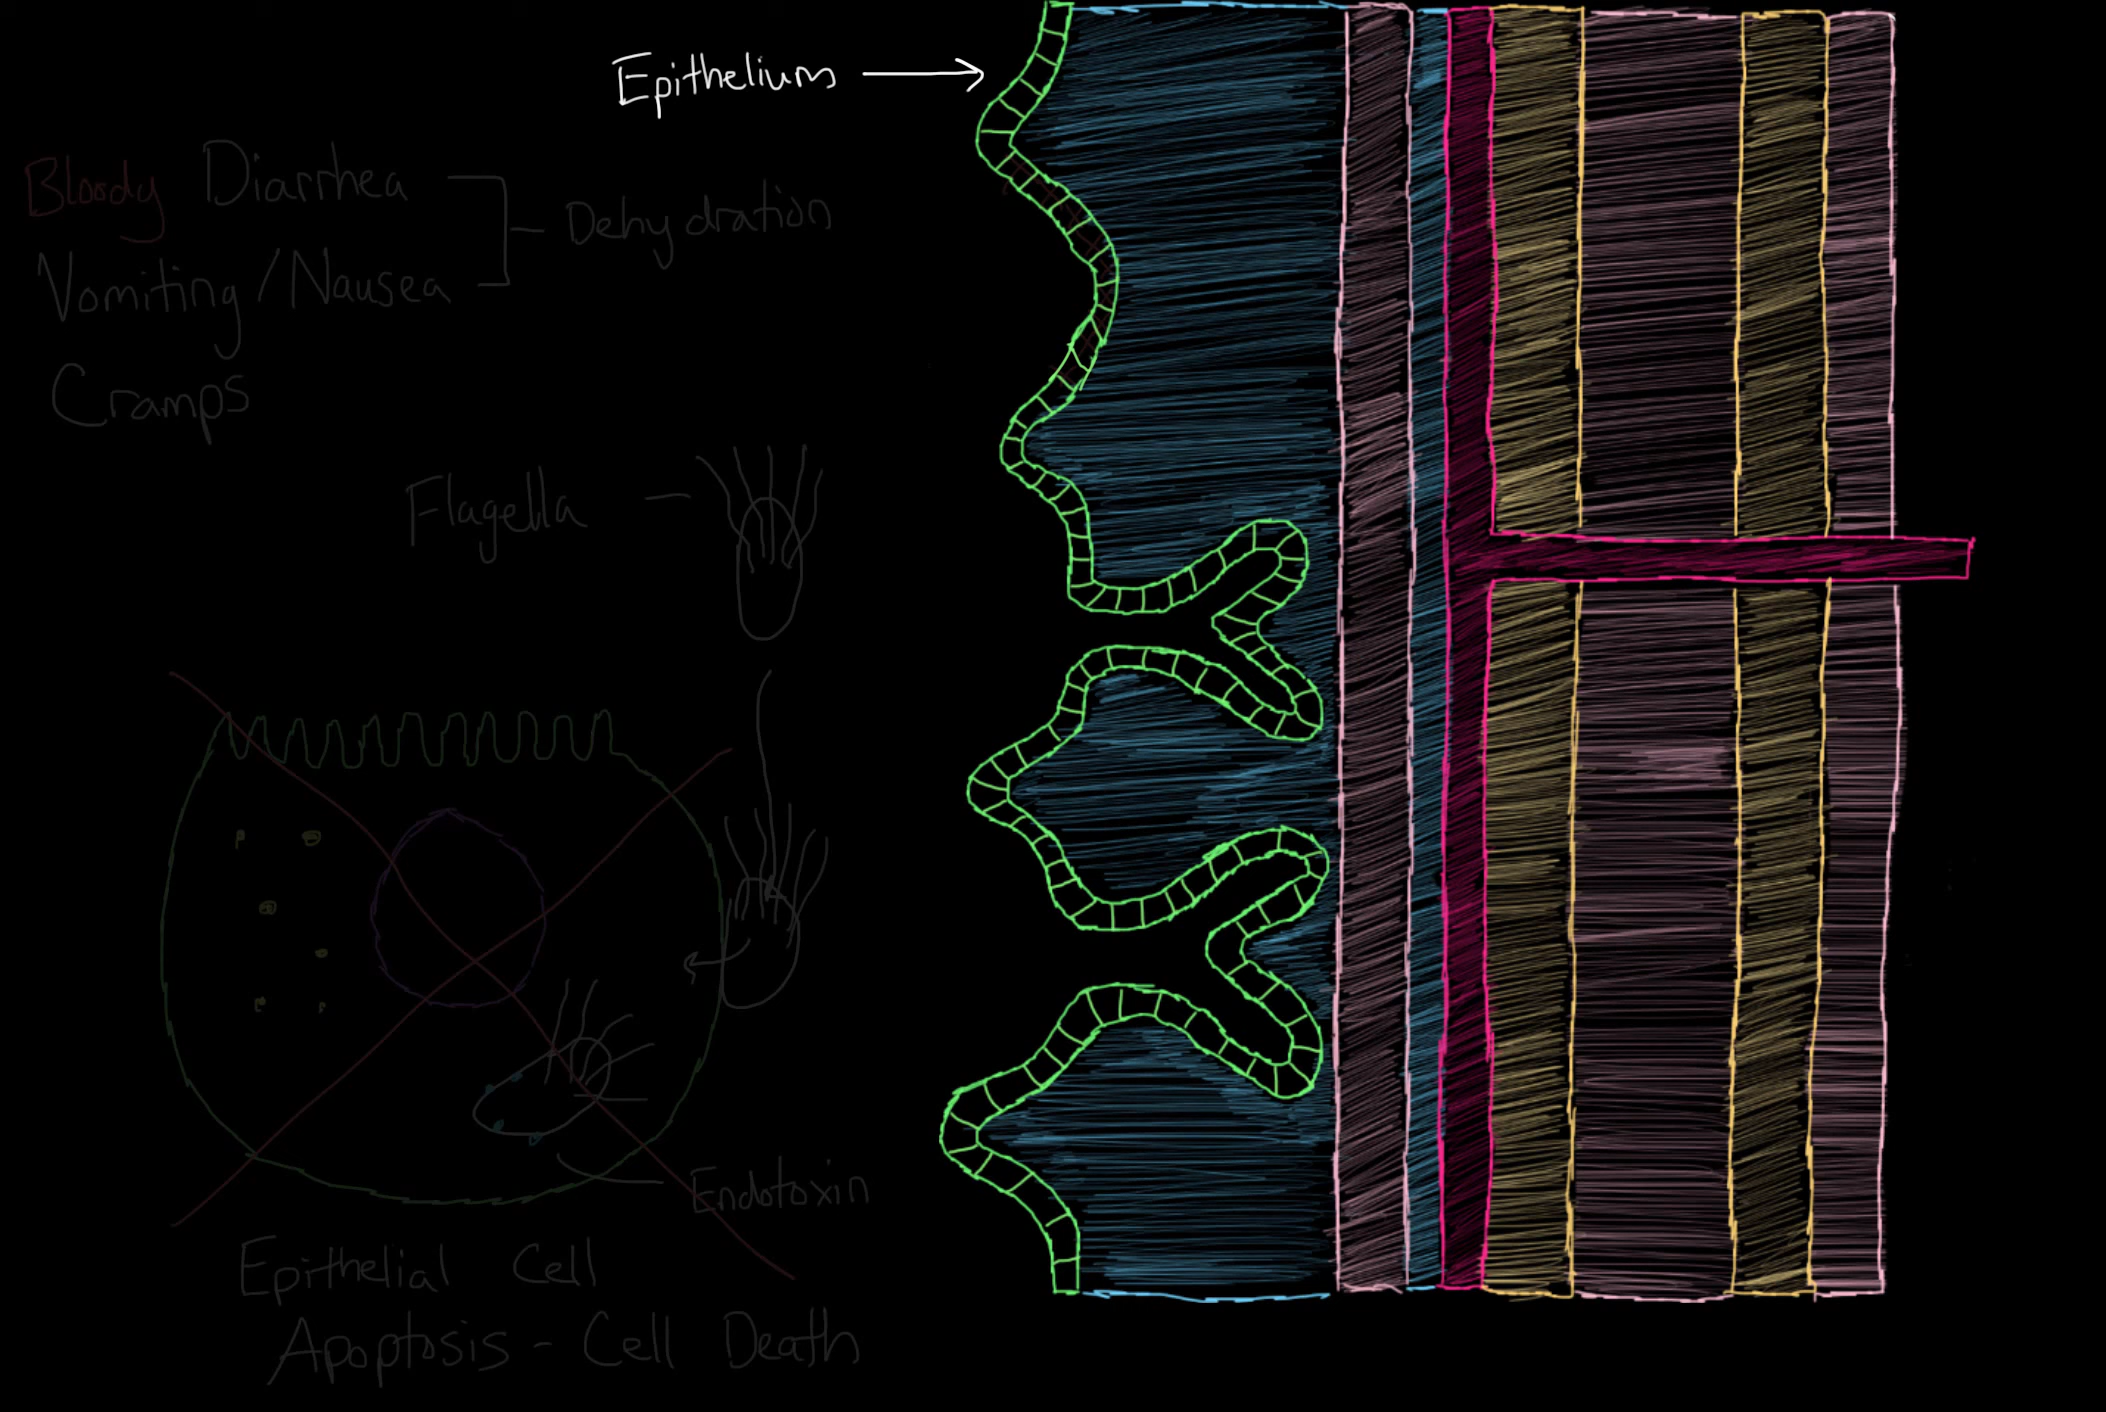 Epithelium
Bloody Diarrhea
Dehydration
Vomiting/Nausea
Cramps
Flagella
Endotoxin
Epithelial Cell
Apoptosis - Cell Death